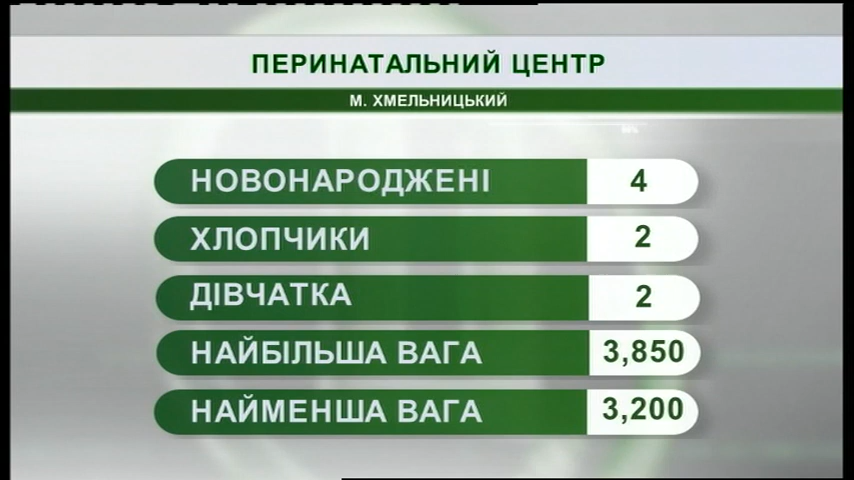 ПЕРИНАТАЛЬНИЙ ЦЕНТР
М. ХМЕЛЬНИЦЬКИЙ
НОВОНАРОДЖЕНІ 4
ХЛОПЧИКИ 2
ДІВЧАТКА 2
НАЙБІЛЬША ВАГА 3,850
НАЙМЕНША ВАГА 3,200